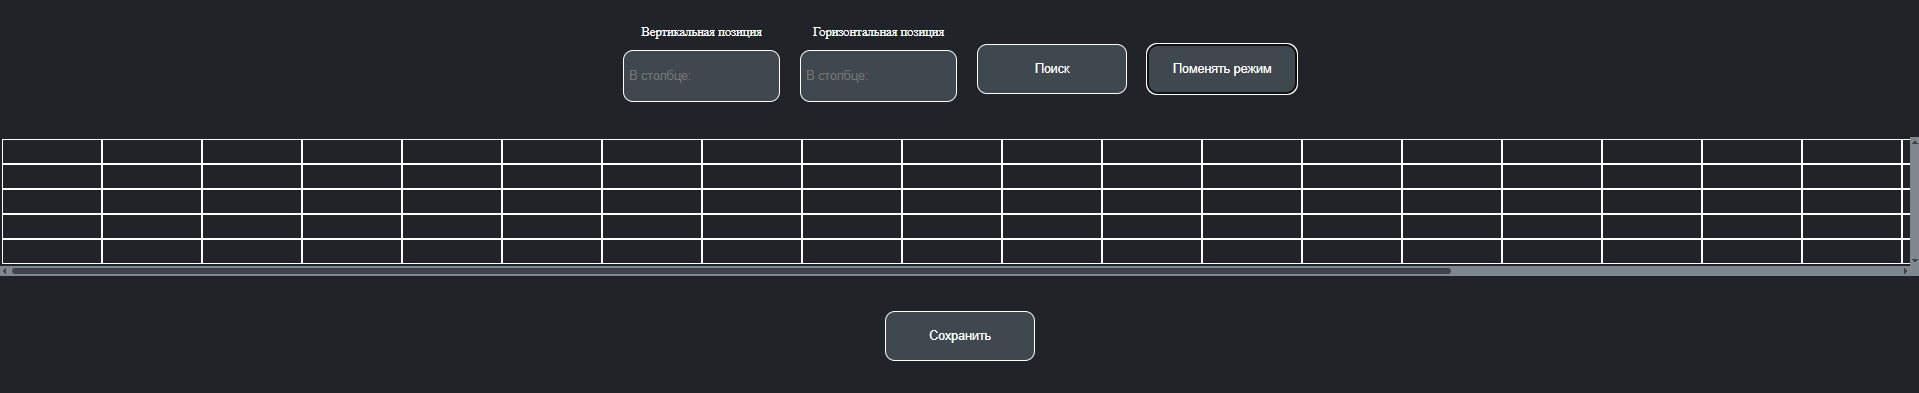 Вертикальная позиция
Горизонтальная позиция
В столбце:
В столбце:
Поиск
Поменять режим
Сохранить